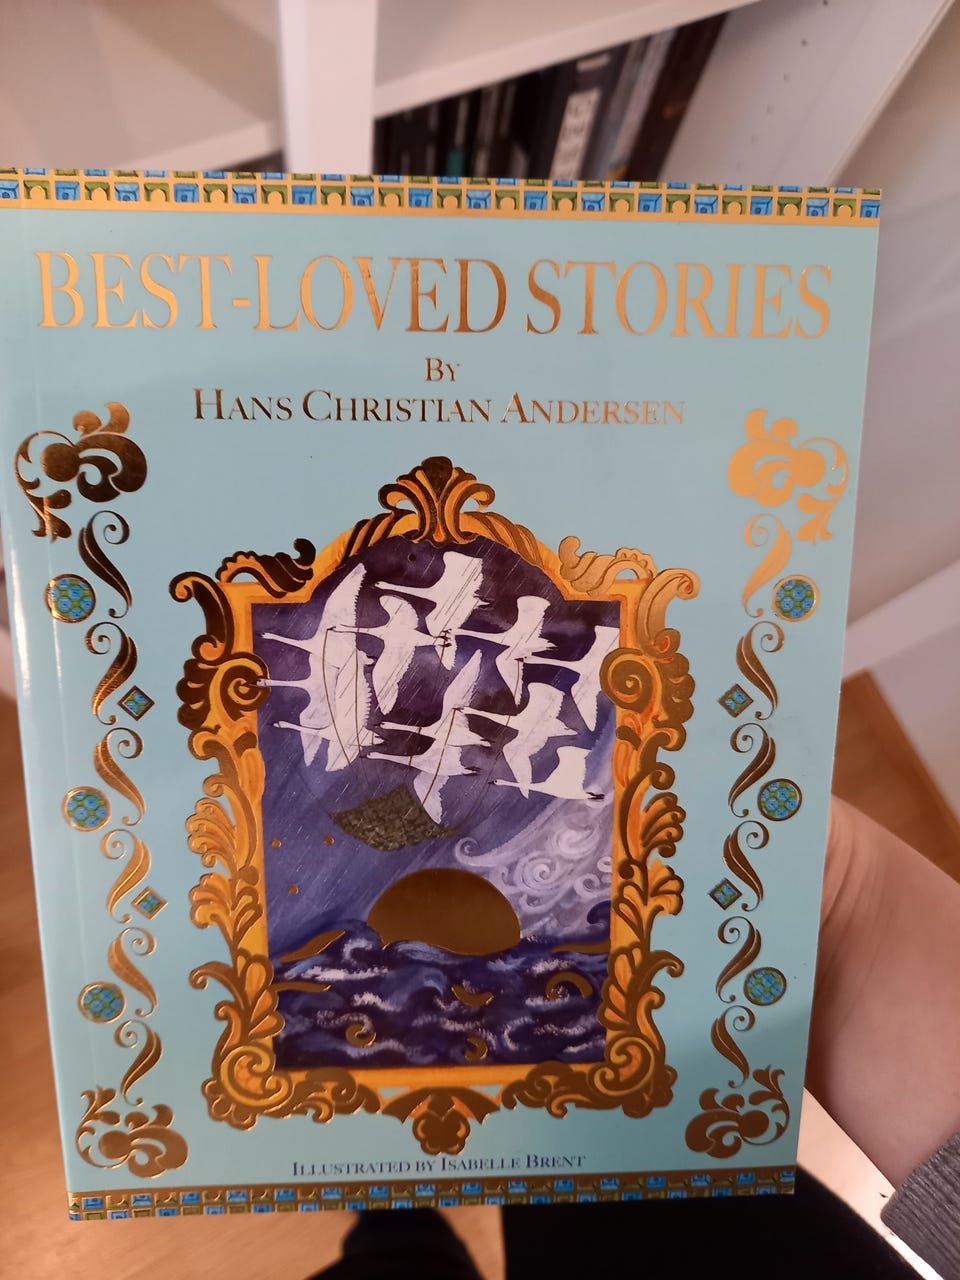 BEST-LOVED STORIES
BY
HANS CHRISTIAN ANDERSEN
ILLUSTRATED BY ISABELLE BRENT